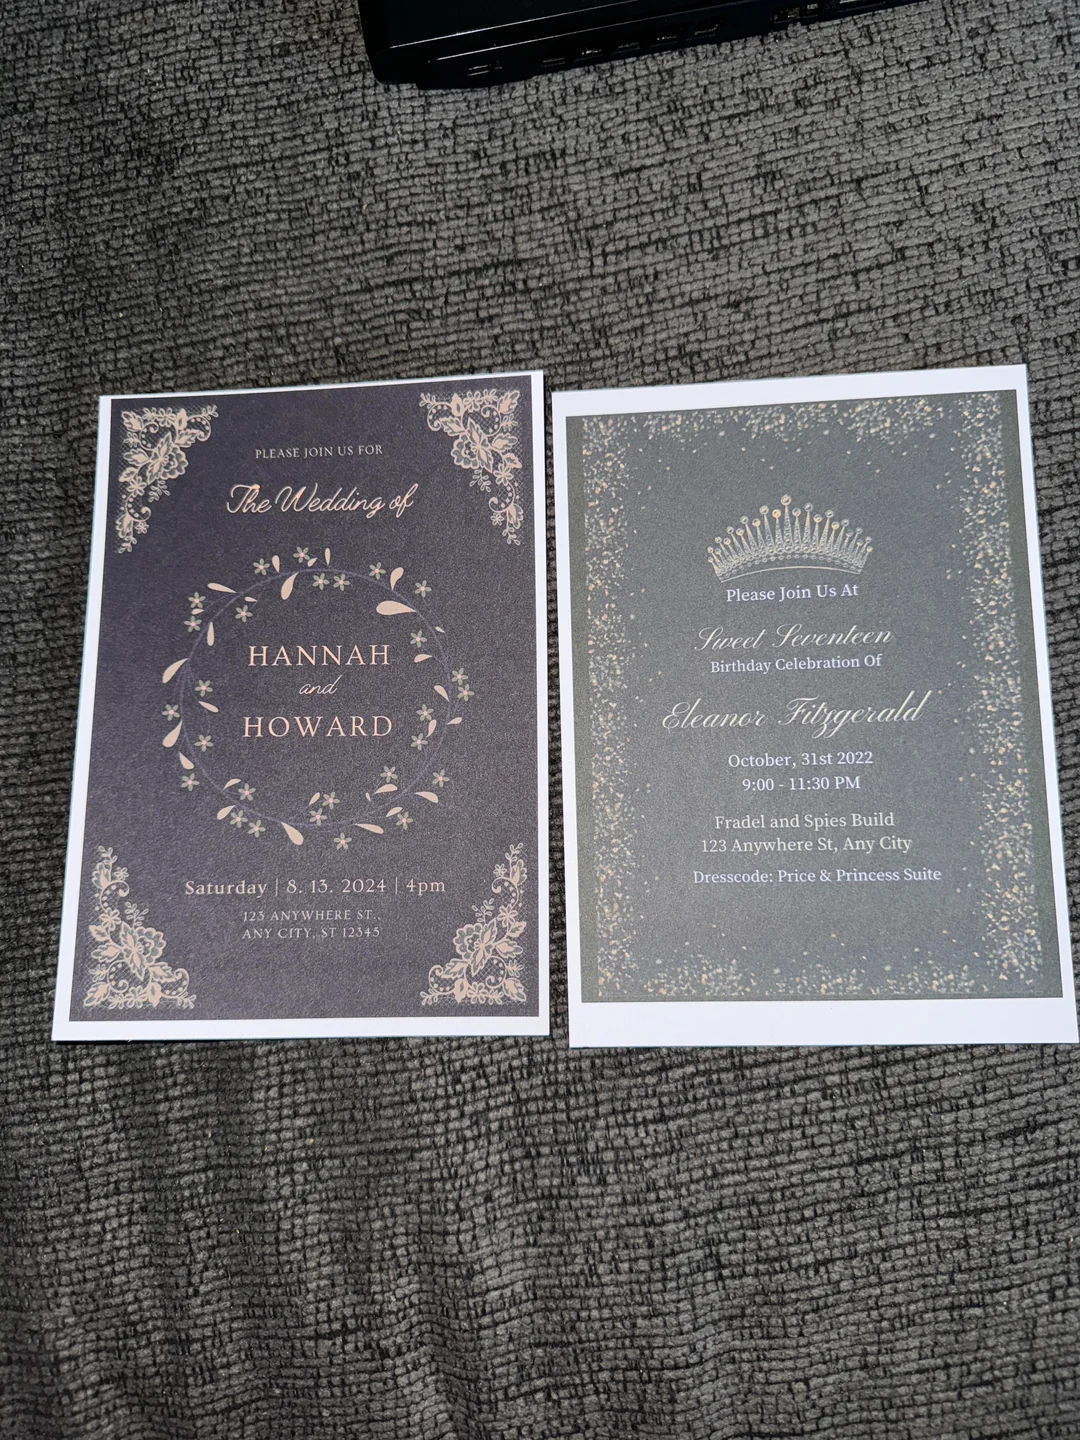 PLEASE JOIN US FOR
The Wedding of
HANNAH
and
HOWARD
Saturday | 8. 13. 2024 | 4pm
123 ANYWHERE ST.,
ANY CITY, ST 12345
Please Join Us At
Sweet Seventeen
Birthday Celebration Of
Eleanor Fitzgerald
October, 31st 2022
9:00 - 11:30 PM
Fradel and Spies Build
123 Anywhere St, Any City
Dresscode: Price & Princess Suite